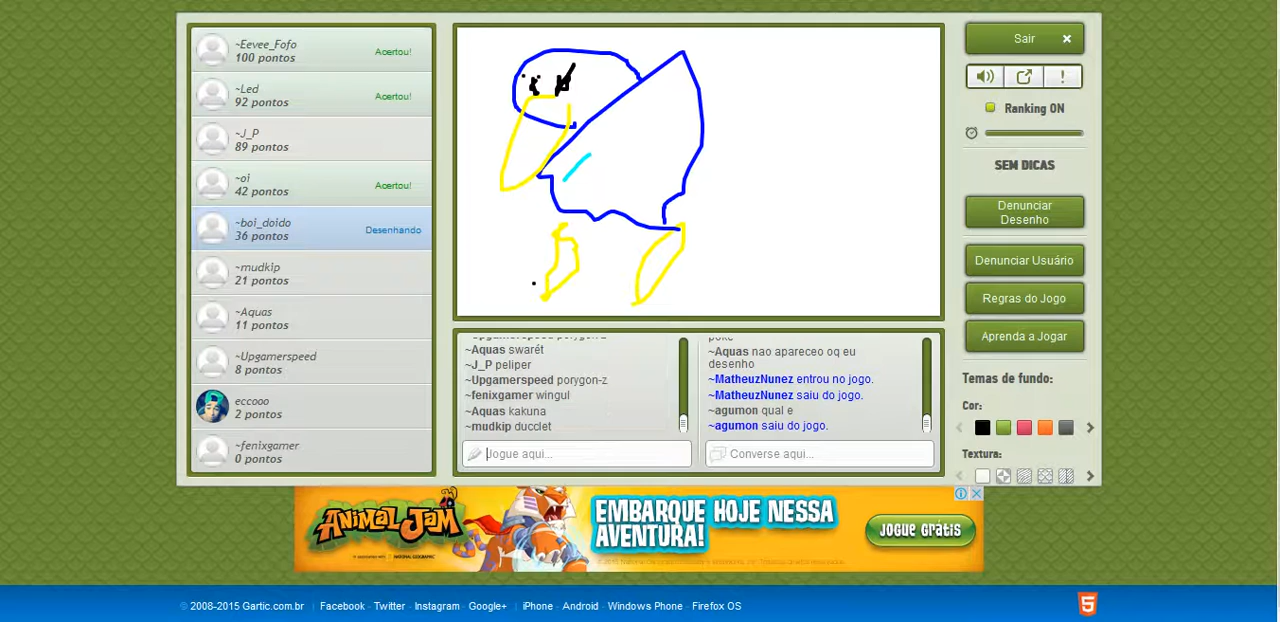 ~Eevee_Fofo
100 pontos
Acertou!
~Led
92 pontos
Acertou!
~J_P
89 pontos
~oi
42 pontos
Acertou!
~boi_doido
36 pontos
Desenhando
~mudkip
21 pontos
~Aquas
11 pontos
~Upgamerspeed
8 pontos
eccooo
2 pontos
~fenixgamer
0 pontos
~Aquas swarét
~J_P peliper
~Upgamerspeed porygon-z
~fenixgamer wingul
~Aquas kakuna
~mudkip ducclet
Jogue aqui...
poke
~Aquas nao apareceo oq eu
desenho
~MatheuzNunez entrou no jogo.
~MatheuzNunez saiu do jogo.
~agumon qual e
~agumon saiu do jogo.
Converse aqui...
Sair
Ranking ON
SEM DICAS
Denunciar
Desenho
Denunciar Usuário
Regras do Jogo
Aprenda a Jogar
Temas de fundo:
Cor:
Textura:
ANIMAL JAM
EMBARQUE HOJE NESSA
AVENTURA!
JOGUE GRÁTIS
© 2008-2015 Gartic.com.br | Facebook - Twitter - Instagram - Google+ | iPhone - Android - Windows Phone - Firefox OS